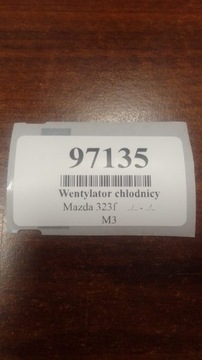 97135
Wentylator chłodnicy
Mazda 323f ... - ...
M3